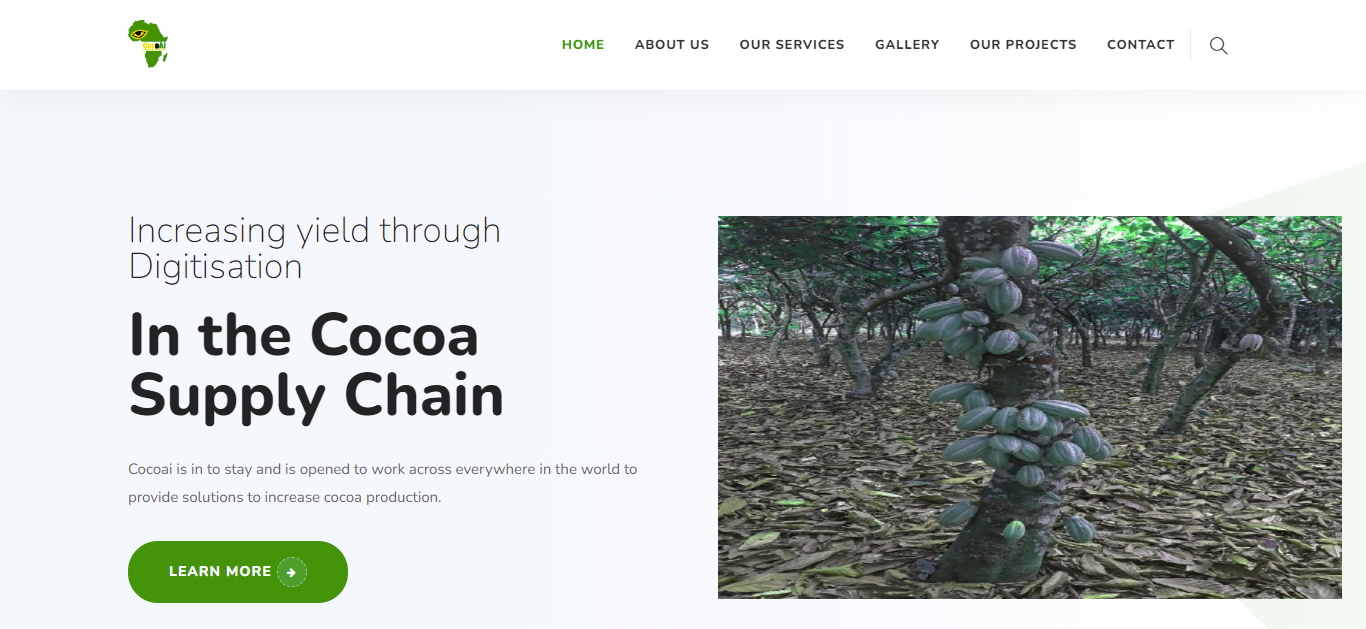 CocoAI
HOME
ABOUT US
OUR SERVICES
GALLERY
OUR PROJECTS
CONTACT
Increasing yield through
Digitisation
In the Cocoa
Supply Chain
Cocoai is in to stay and is opened to work across everywhere in the world to
provide solutions to increase cocoa production.
LEARN MORE